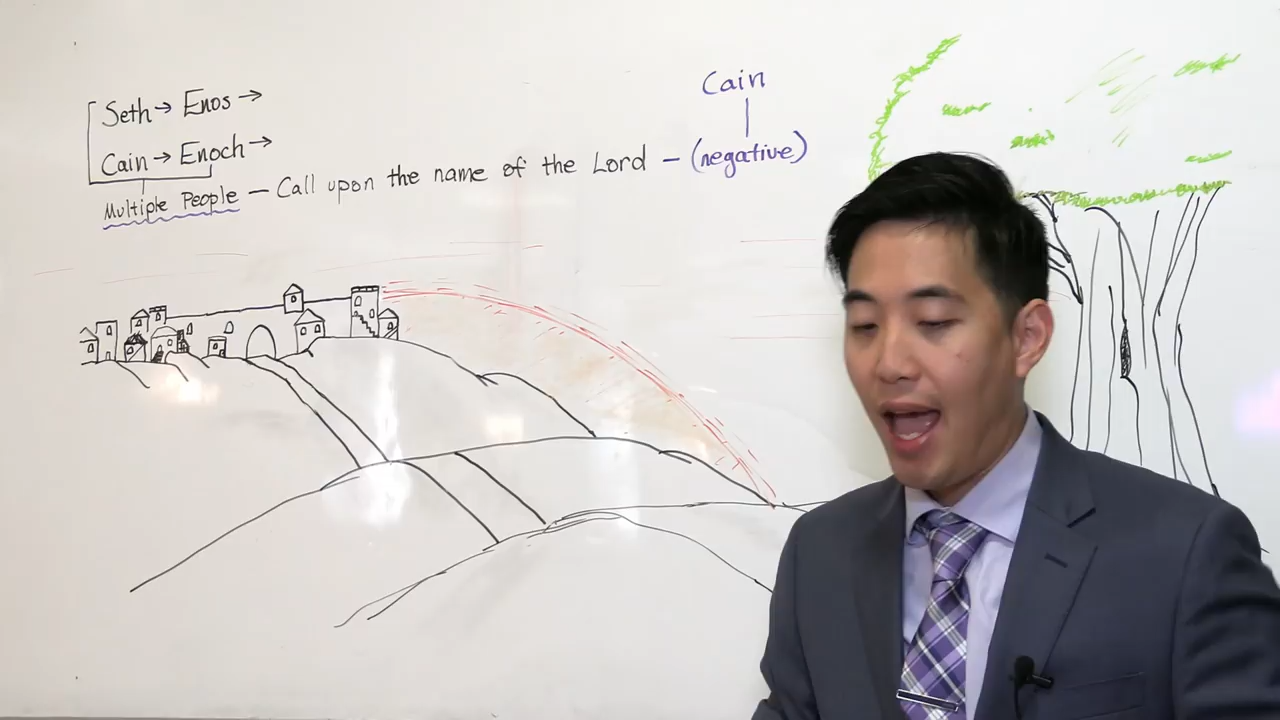 Seth → Enos →
Cain → Enoch →
Multiple People — Call upon the name of the Lord — (negative)
Cain